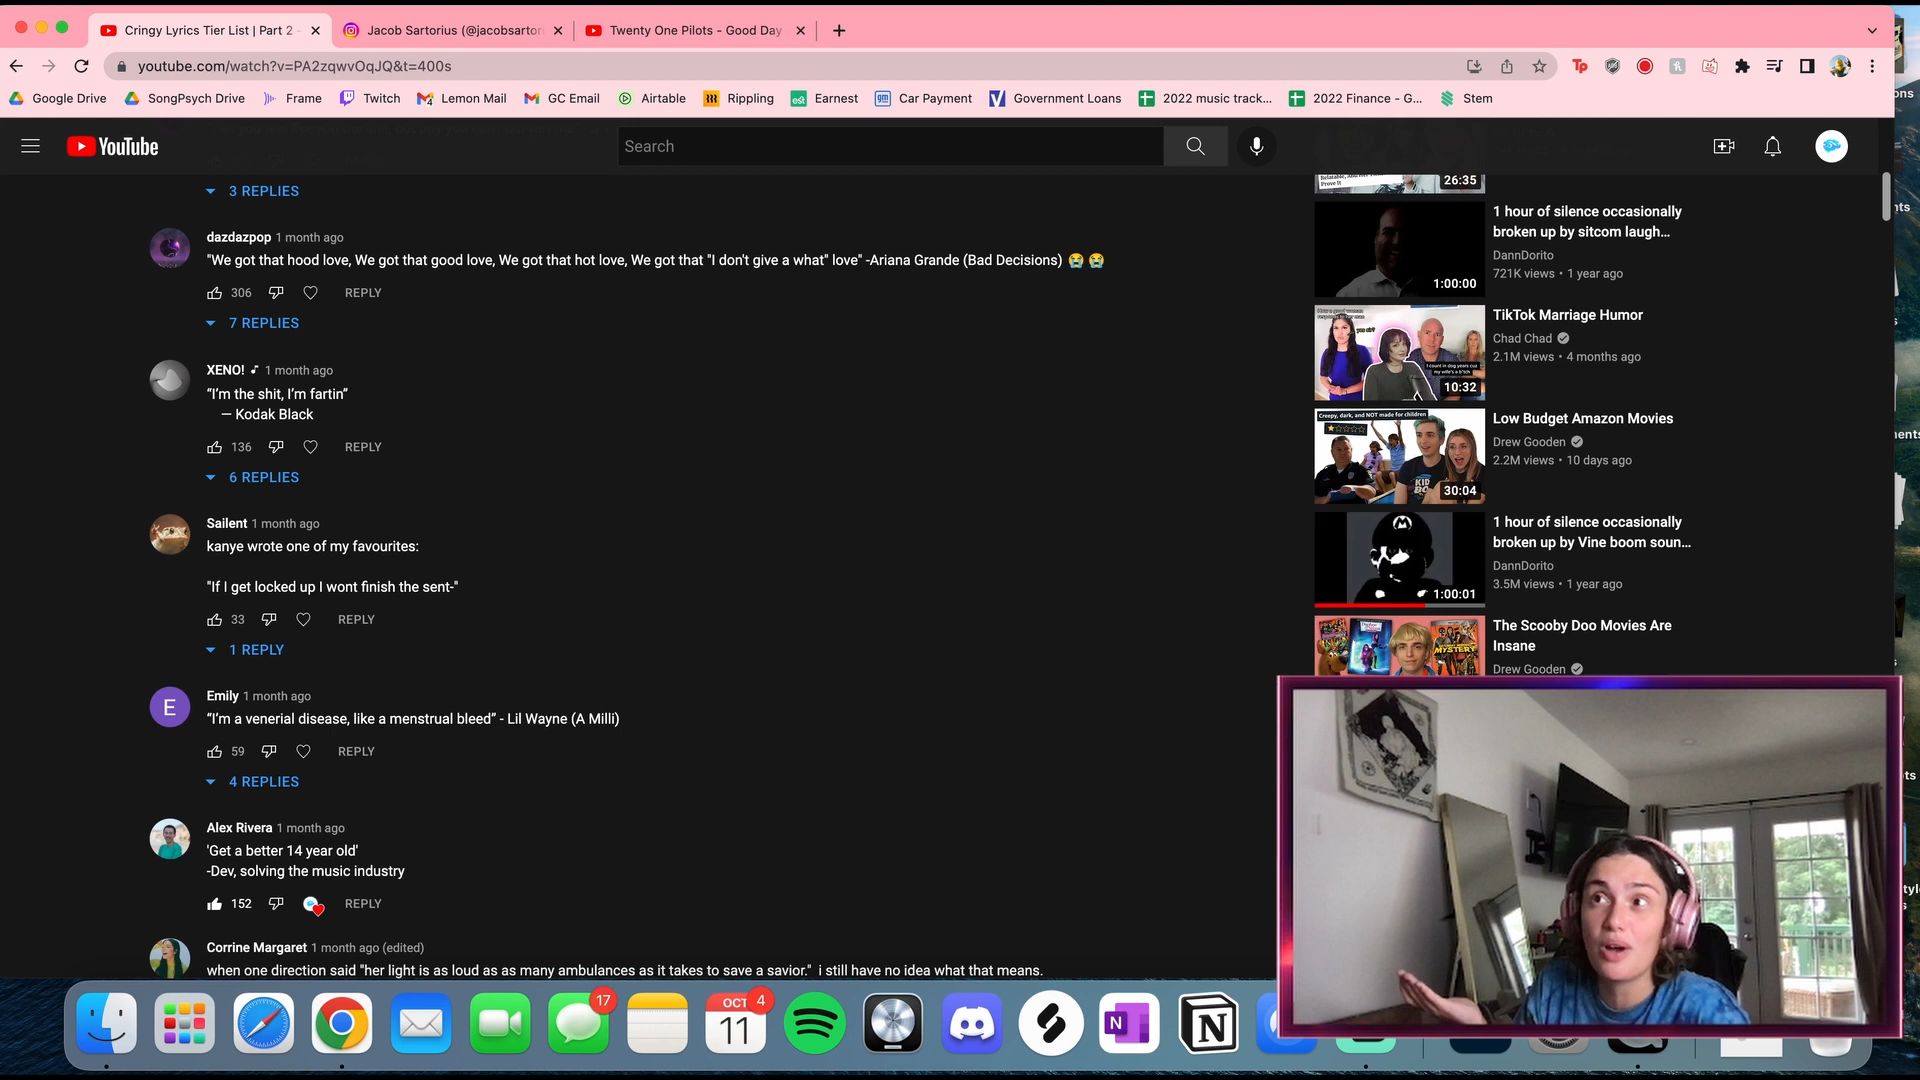 Cringy Lyrics Tier List | Part 2 -
Jacob Sartorius (@jacobsartori
Twenty One Pilots - Good Day
youtube.com/watch?v=PA2zqwvOqJQ&t=400s
Google Drive
SongPsych Drive
Frame
Twitch
Lemon Mail
GC Email
Airtable
Rippling
Earnest
Car Payment
Government Loans
2022 music track...
2022 Finance - G...
Stem
YouTube
Search
3 REPLIES
dazdazpop 1 month ago
"We got that hood love, We got that good love, We got that hot love, We got that "I don't give a what" love" -Ariana Grande (Bad Decisions) 😭 😭
306 REPLY
7 REPLIES
XENO! 1 month ago
“I’m the shit, I’m fartin”
— Kodak Black
136 REPLY
6 REPLIES
Sailent 1 month ago
kanye wrote one of my favourites:
"If I get locked up I wont finish the sent-"
33 REPLY
1 REPLY
E
Emily 1 month ago
“I’m a venerial disease, like a menstrual bleed” - Lil Wayne (A Milli)
59 REPLY
4 REPLIES
Alex Rivera 1 month ago
'Get a better 14 year old'
-Dev, solving the music industry
152 REPLY
Corrine Margaret 1 month ago (edited)
when one direction said "her light is as loud as as many ambulances as it takes to save a savior." i still have no idea what that means.
Prove It
26:35
1 hour of silence occasionally
broken up by sitcom laugh...
DannDorito
721K views • 1 year ago
1:00:00
TikTok Marriage Humor
Chad Chad
2.1M views • 4 months ago
10:32
Creepy, dark, and NOT made for children
Low Budget Amazon Movies
Drew Gooden
2.2M views • 10 days ago
30:04
1 hour of silence occasionally
broken up by Vine boom soun...
DannDorito
3.5M views • 1 year ago
1:00:01
The Scooby Doo Movies Are
Insane
Drew Gooden
MYSTERY
17
OCT
4
11
N